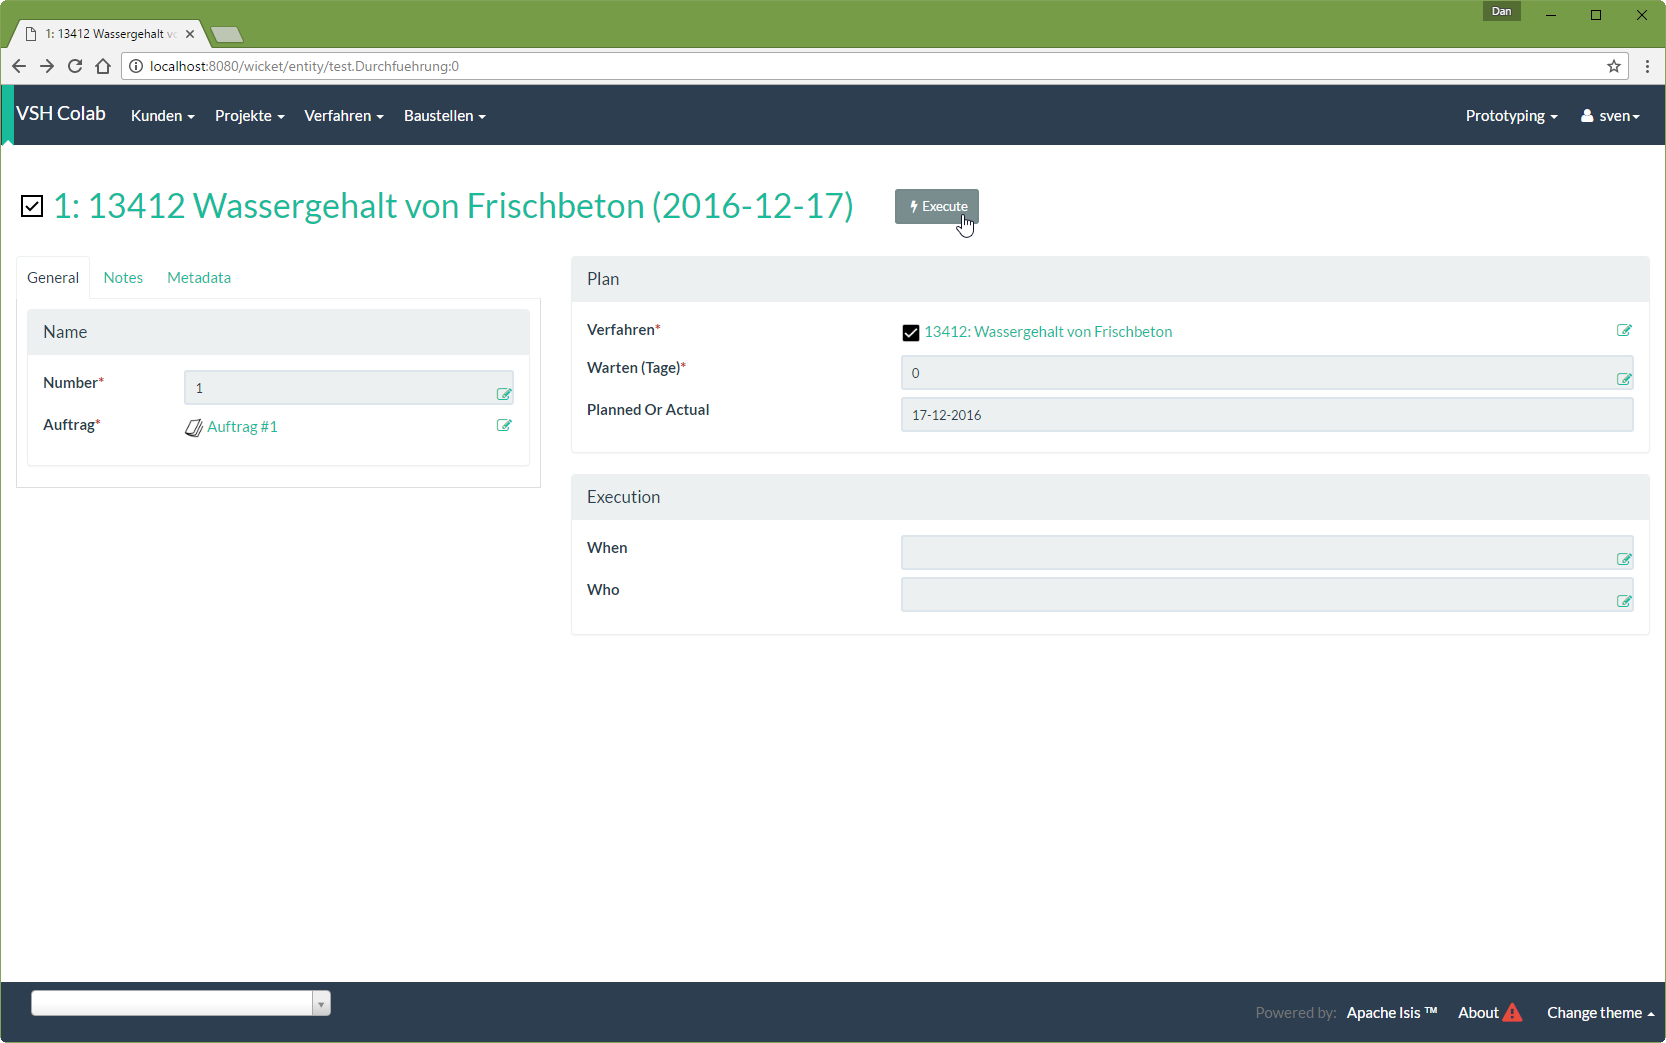 Dan
1: 13412 Wassergehalt v
localhost:8080/wicket/entity/test.Durchfuehrung:0
VSH Colab Kunden Projekte Verfahren Baustellen Prototyping sven
1: 13412 Wassergehalt von Frischbeton (2016-12-17) Execute
General Notes Metadata
Name
Number* 1
Auftrag* Auftrag #1
Plan
Verfahren* 13412: Wassergehalt von Frischbeton
Warten (Tage)* 0
Planned Or Actual 17-12-2016
Execution
When
Who
Powered by: Apache Isis ™ About Change theme